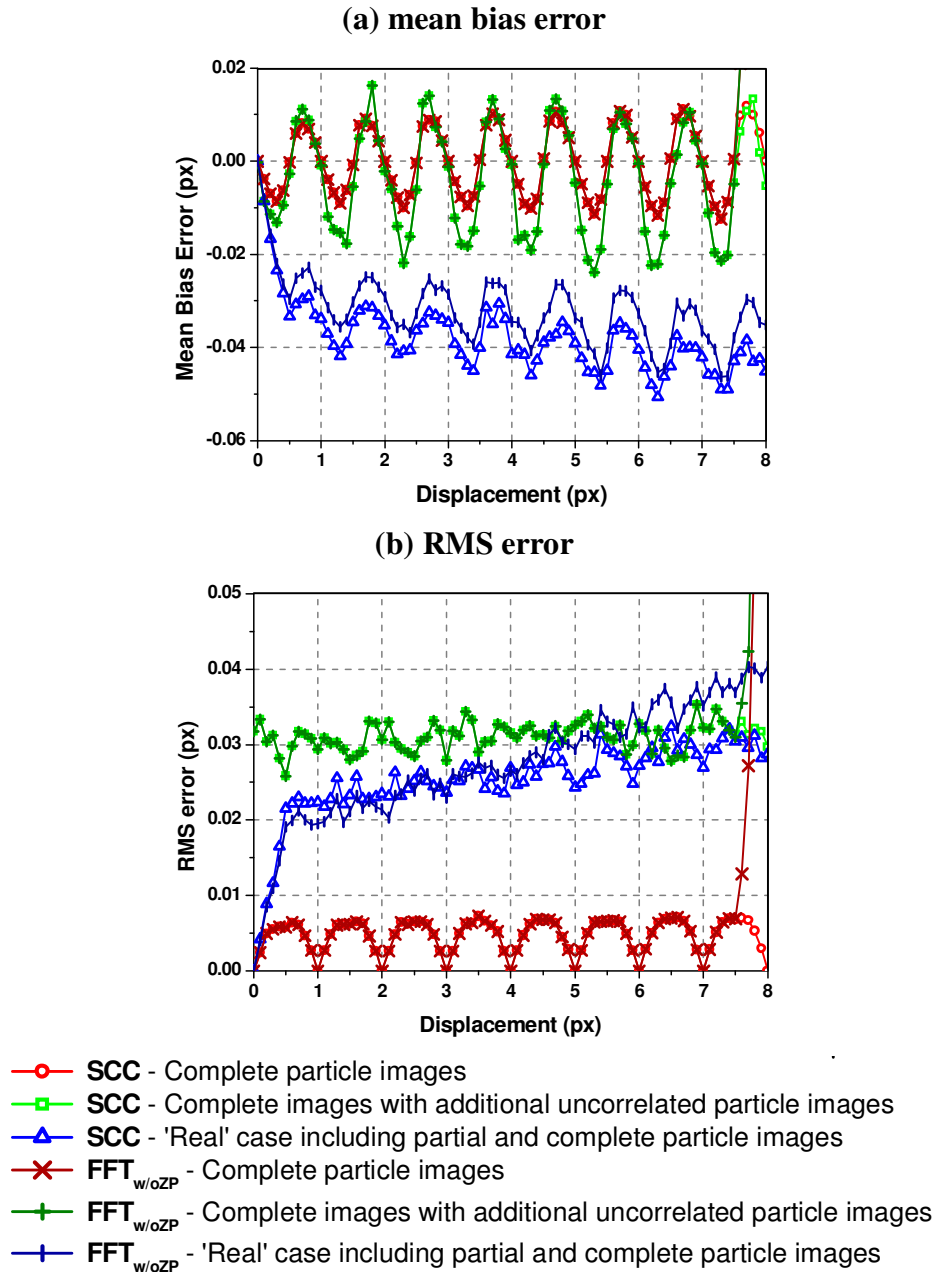 (a) mean bias error
0.02
0.00
-0.02
-0.04
-0.06
Mean Bias Error (px)
0 1 2 3 4 5 6 7 8
Displacement (px)
(b) RMS error
0.05
0.04
0.03
0.02
0.01
0.00
RMS error (px)
0 1 2 3 4 5 6 7 8
Displacement (px)
SCC - Complete particle images
SCC - Complete images with additional uncorrelated particle images
SCC - 'Real' case including partial and complete particle images
FFTw/oZP - Complete particle images
FFTw/oZP - Complete images with additional uncorrelated particle images
FFTw/oZP - 'Real' case including partial and complete particle images